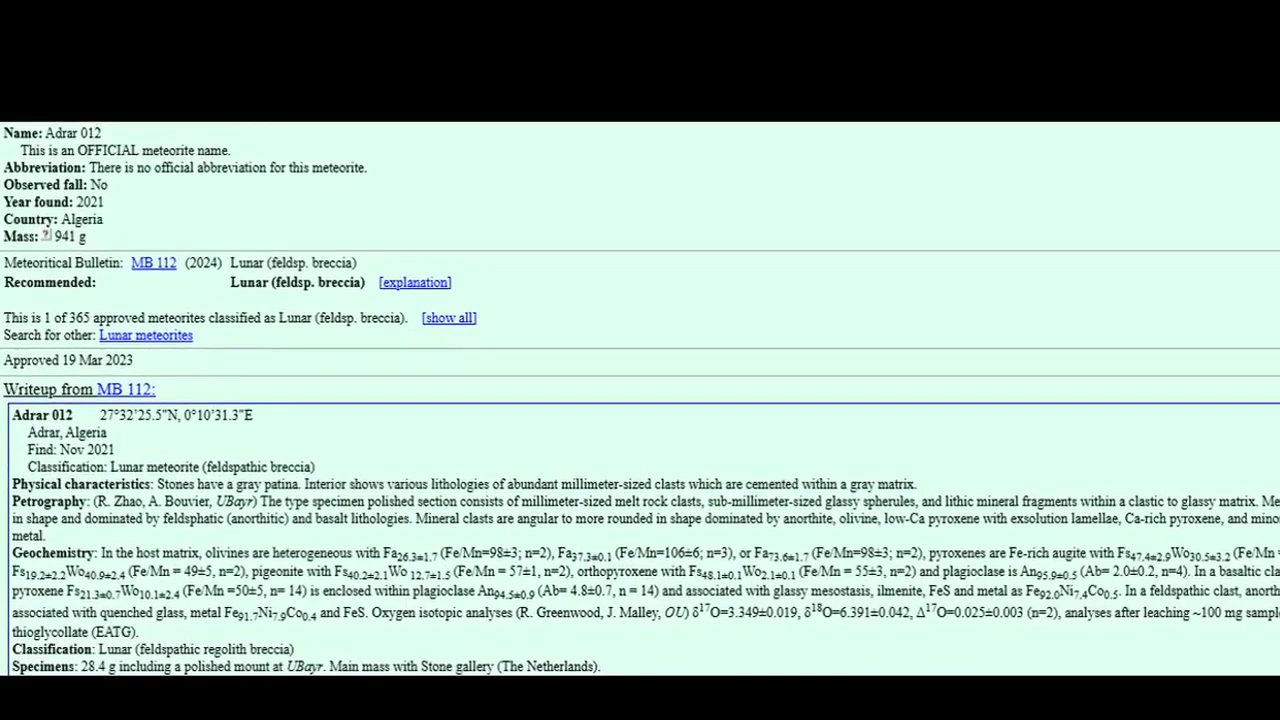 Name: Adrar 012
This is an OFFICIAL meteorite name.
Abbreviation: There is no official abbreviation for this meteorite.
Observed fall: No
Year found: 2021
Country: Algeria
Mass: ? 941 g
Meteoritical Bulletin: MB 112 (2024) Lunar (feldsp. breccia)
Recommended: Lunar (feldsp. breccia) [explanation]
This is 1 of 365 approved meteorites classified as Lunar (feldsp. breccia). [show all]
Search for other: Lunar meteorites
Approved 19 Mar 2023
Writeup from MB 112:
Adrar 012 27°32'25.5"N, 0°10'31.3"E
Adrar, Algeria
Find: Nov 2021
Classification: Lunar meteorite (feldspathic breccia)
Physical characteristics: Stones have a gray patina. Interior shows various lithologies of abundant millimeter-sized clasts which are cemented within a gray matrix.
Petrography: (R. Zhao, A. Bouvier, UBayr) The type specimen polished section consists of millimeter-sized melt rock clasts, sub-millimeter-sized glassy spherules, and lithic mineral fragments within a clastic to glassy matrix. Me
in shape and dominated by feldsphatic (anorthitic) and basalt lithologies. Mineral clasts are angular to more rounded in shape dominated by anorthite, olivine, low-Ca pyroxene with exsolution lamellae, Ca-rich pyroxene, and mino
metal.
Geochemistry: In the host matrix, olivines are heterogeneous with Fa26.3±1.7 (Fe/Mn=98±3; n=2), Fa37.3±0.1 (Fe/Mn=106±6; n=3), or Fa73.6±1.7 (Fe/Mn=98±3; n=2), pyroxenes are Fe-rich augite with Fs47.4±2.9Wo30.5±3.2 (Fe/Mn =
Fs19.2±2.2Wo40.9±2.4 (Fe/Mn = 49±5, n=2), pigeonite with Fs40.2±2.1Wo 12.7±1.5 (Fe/Mn = 57±1, n=2), orthopyroxene with Fs48.1±0.1Wo2.1±0.1 (Fe/Mn = 55±3, n=2) and plagioclase is An95.9±0.5 (Ab= 2.0±0.2, n=4). In a basaltic cla
pyroxene Fs21.3±0.7Wo10.1±2.4 (Fe/Mn =50±5, n= 14) is enclosed within plagioclase An94.5±0.9 (Ab= 4.8±0.7, n = 14) and associated with glassy mestasis, ilmenite, FeS and metal as Fe92.0Ni7.4Co0.5. In a feldspathic clast, anorth
associated with quenched glass, metal Fe91.7Ni7.9Co0.4 and FeS. Oxygen isotopic analyses (R. Greenwood, J. Malley, OU) δ17O=3.349±0.019, δ18O=6.391±0.042, Δ17O=0.025±0.003 (n=2), analyses after leaching ~100 mg sampl
thioglycollate (EATG).
Classification: Lunar (feldspathic regolith breccia)
Specimens: 28.4 g including a polished mount at UBayr. Main mass with Stone gallery (The Netherlands).